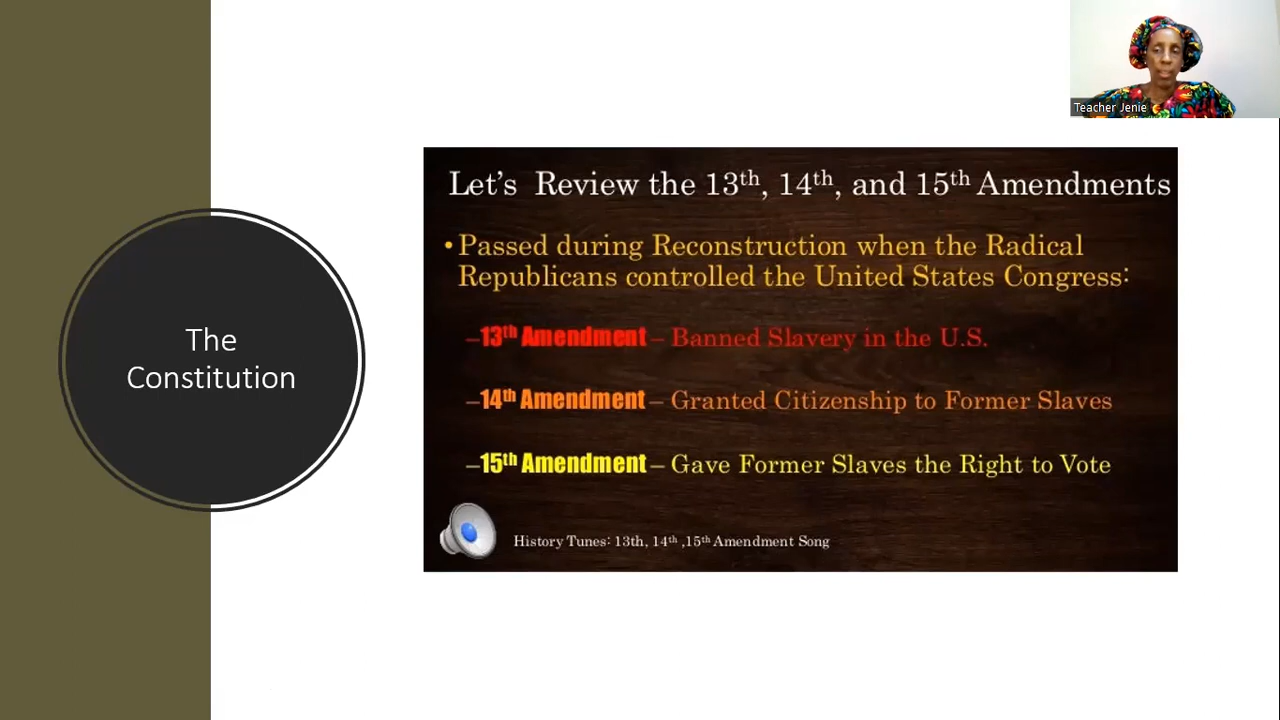 Teacher Jenie
The
Constitution
Let's Review the 13th, 14th, and 15th Amendments
• Passed during Reconstruction when the Radical
Republicans controlled the United States Congress:
–13th Amendment – Banned Slavery in the U.S.
–14th Amendment – Granted Citizenship to Former Slaves
–15th Amendment – Gave Former Slaves the Right to Vote
History Tunes: 13th, 14th ,15th Amendment Song